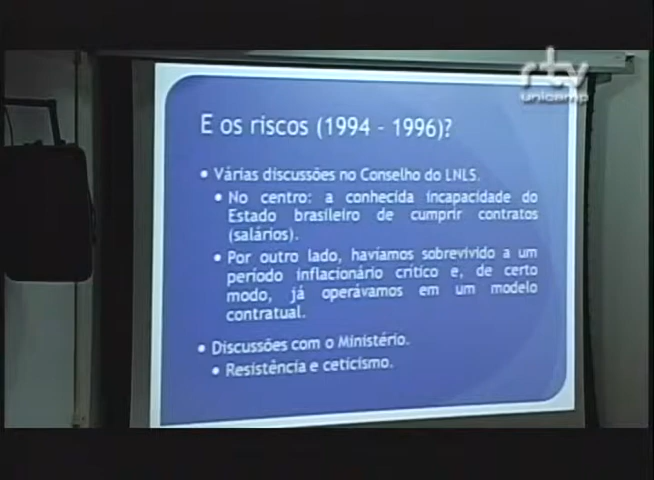 rtv
unicamp
E os riscos (1994 - 1996)?
• Várias discussões no Conselho do LNLS.
• No centro: a conhecida incapacidade do
Estado brasileiro de cumprir contratos
(salários).
• Por outro lado, havíamos sobrevivido a um
período inflacionário crítico e, de certo
modo, já operávamos em um modelo
contratual.
• Discussões com o Ministério.
• Resistência e ceticismo.